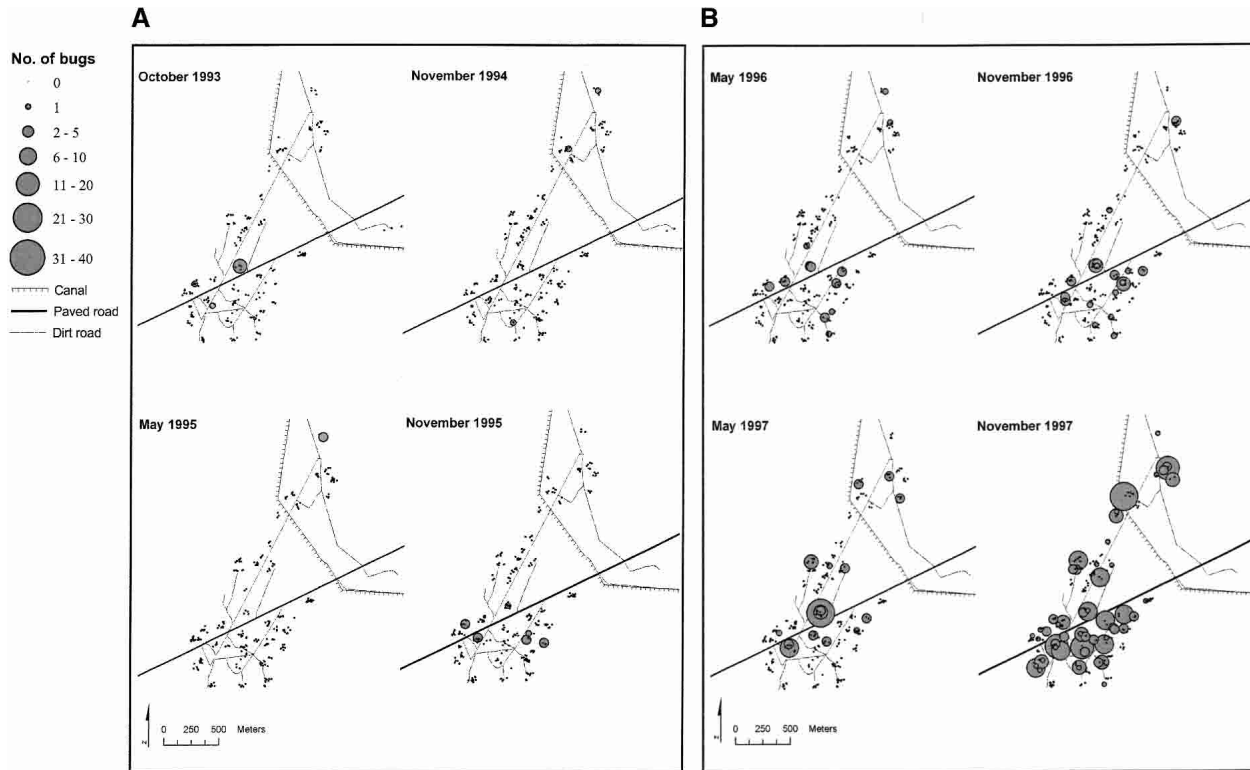 A
B
No. of bugs
0
1
2 - 5
6 - 10
11 - 20
21 - 30
31 - 40
Canal
Paved road
Dirt road
October 1993
November 1994
May 1995
November 1995
0 250 500 Meters
May 1996
November 1996
May 1997
November 1997
0 250 500 Meters